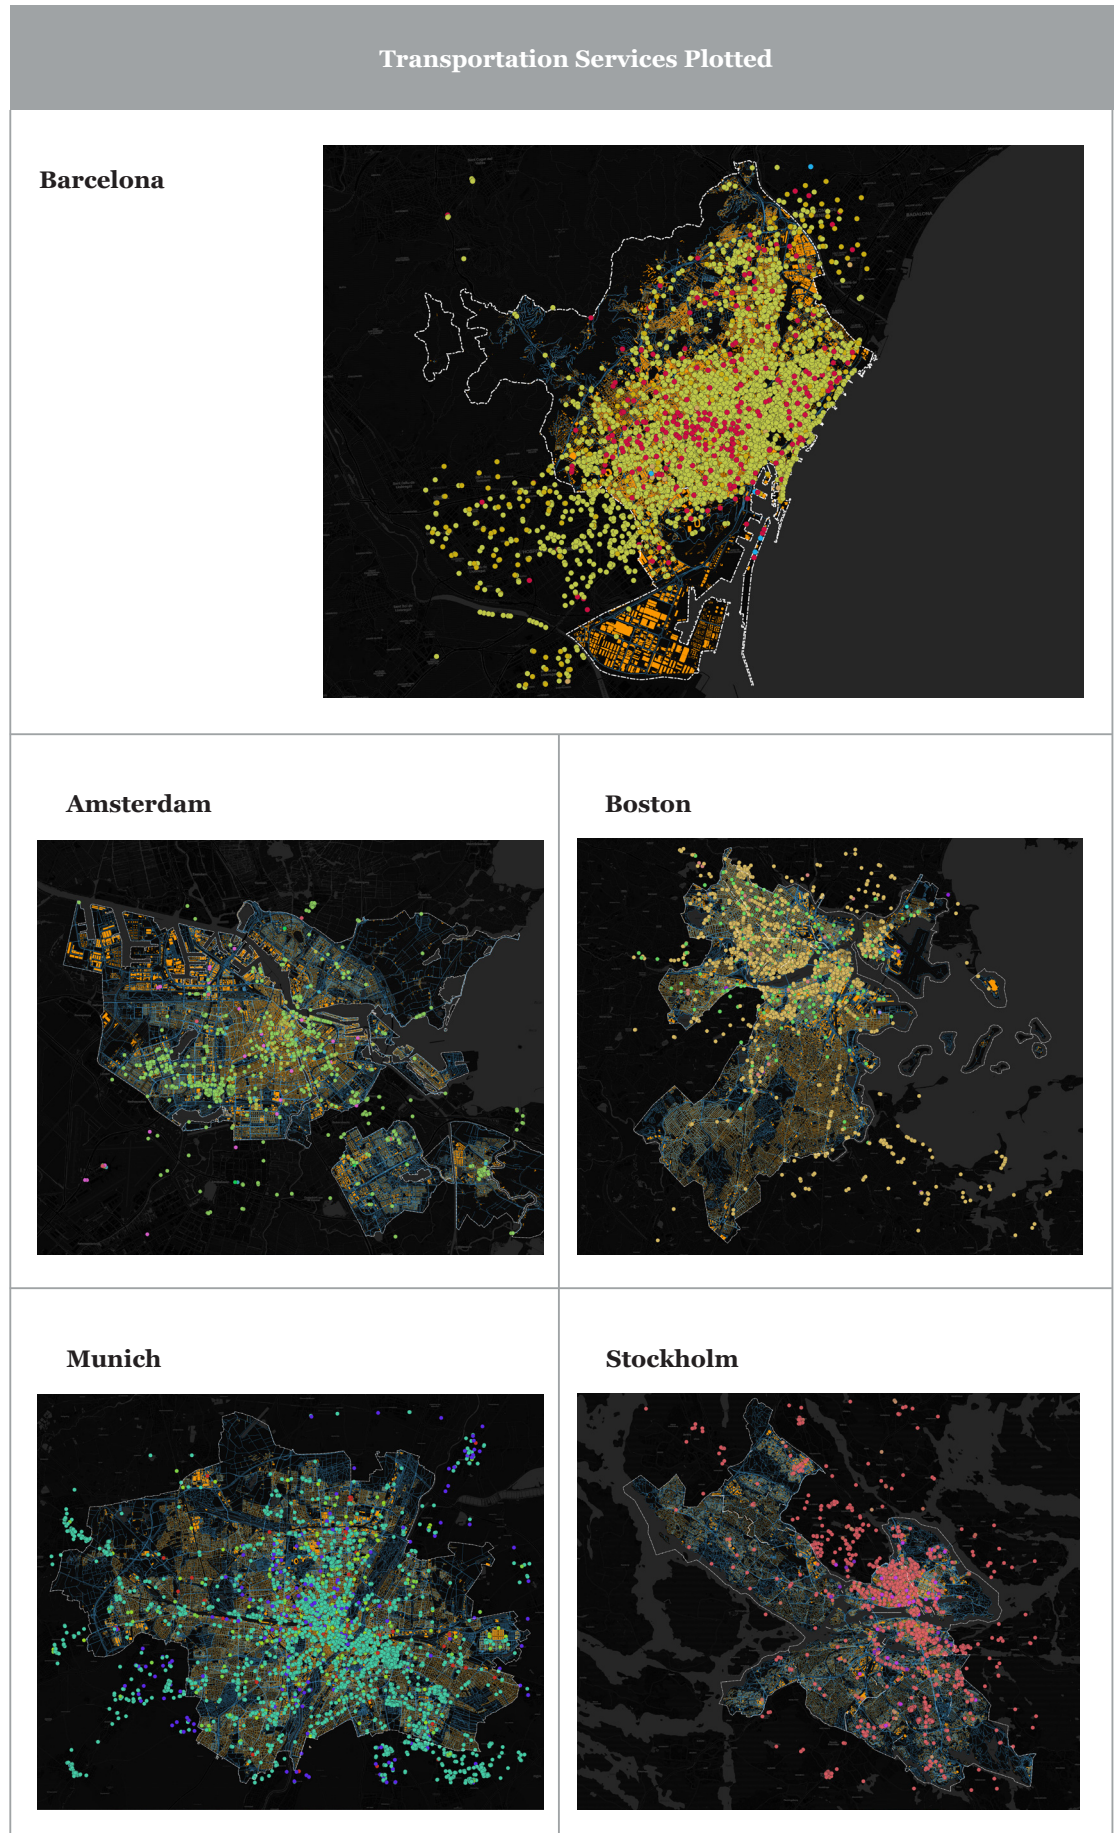 Transportation Services Plotted
Barcelona
Amsterdam
Boston
Munich
Stockholm